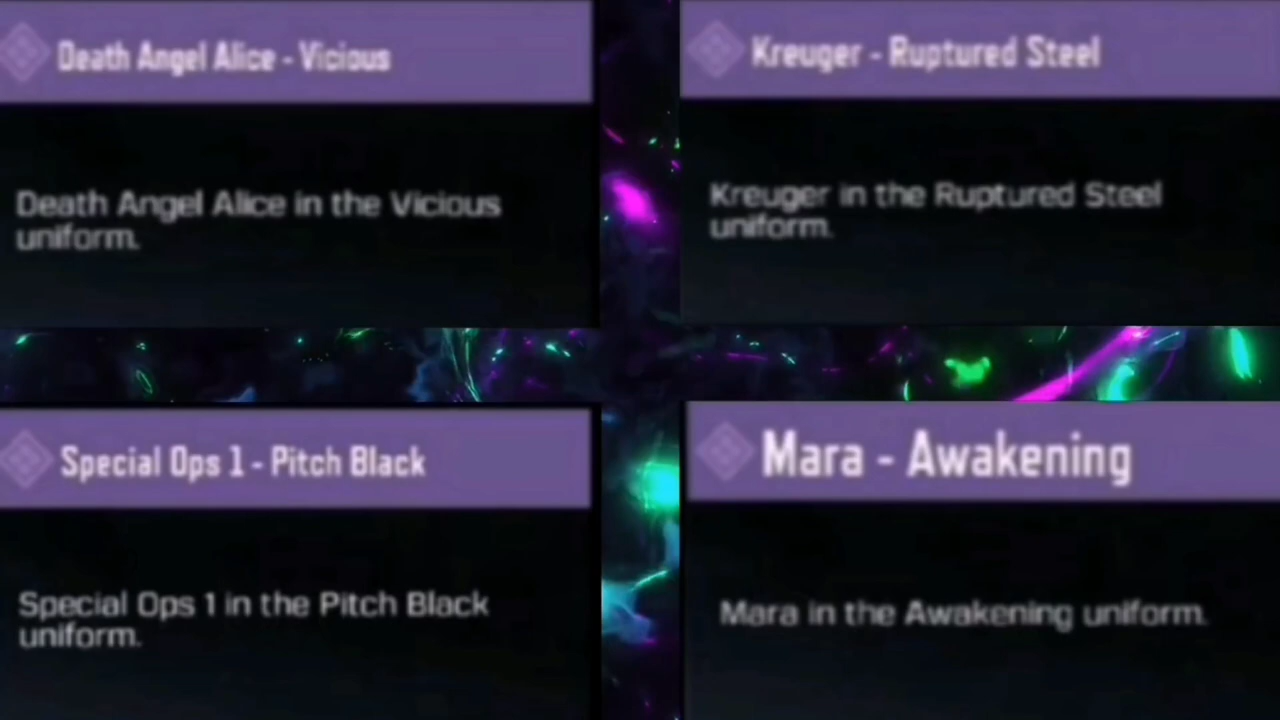 Death Angel Alice - Vicious
Death Angel Alice in the Vicious
uniform.
Kreuger - Ruptured Steel
Kreuger in the Ruptured Steel
uniform.
Special Ops 1 - Pitch Black
Special Ops 1 in the Pitch Black
uniform.
Mara - Awakening
Mara in the Awakening uniform.